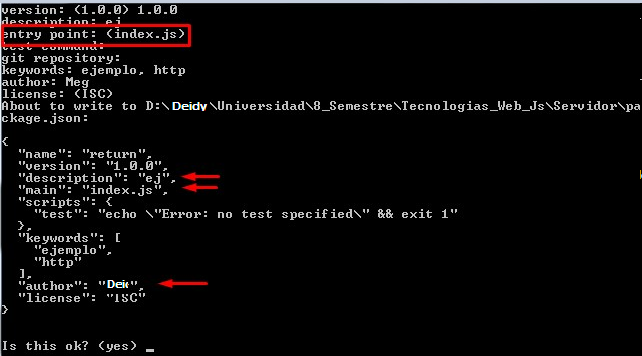 version: (1.0.0) 1.0.0
description: ej
entry point: (index.js)
test command:
git repository:
keywords: ejemplo, http
author: Meg
license: (ISC)
About to write to D:\Deidy\Universidad\8_Semestre\Tecnologias_Web_Js\Servidor\pa
ckage.json:
{
"name": "return",
"version": "1.0.0",
"description": "ej",
"main": "index.js",
"scripts": {
"test": "echo \"Error: no test specified\" && exit 1"
},
"keywords": [
"ejemplo",
"http"
],
"author": "Dei",
"license": "ISC"
}
Is this ok? (yes) _